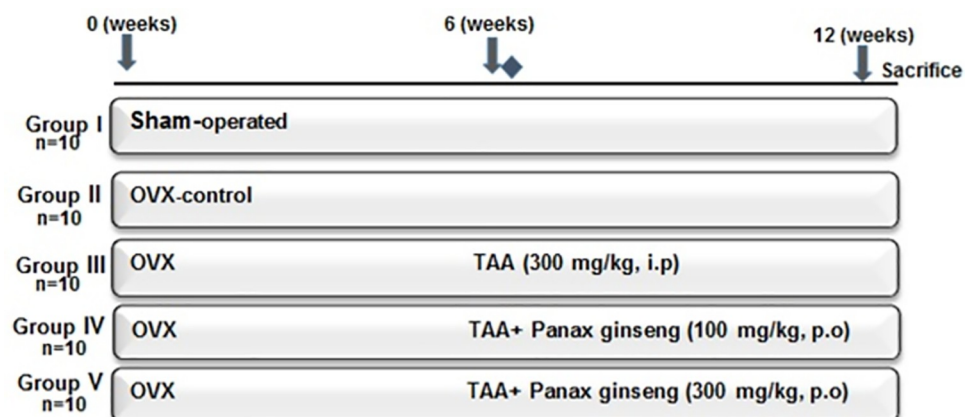 0 (weeks) 6 (weeks) 12 (weeks)
Sacrifice
Group I Sham-operated
n=10
Group II OVX-control
n=10
Group III OVX TAA (300 mg/kg, i.p)
n=10
Group IV OVX TAA+ Panax ginseng (100 mg/kg, p.o)
n=10
Group V OVX TAA+ Panax ginseng (300 mg/kg, p.o)
n=10